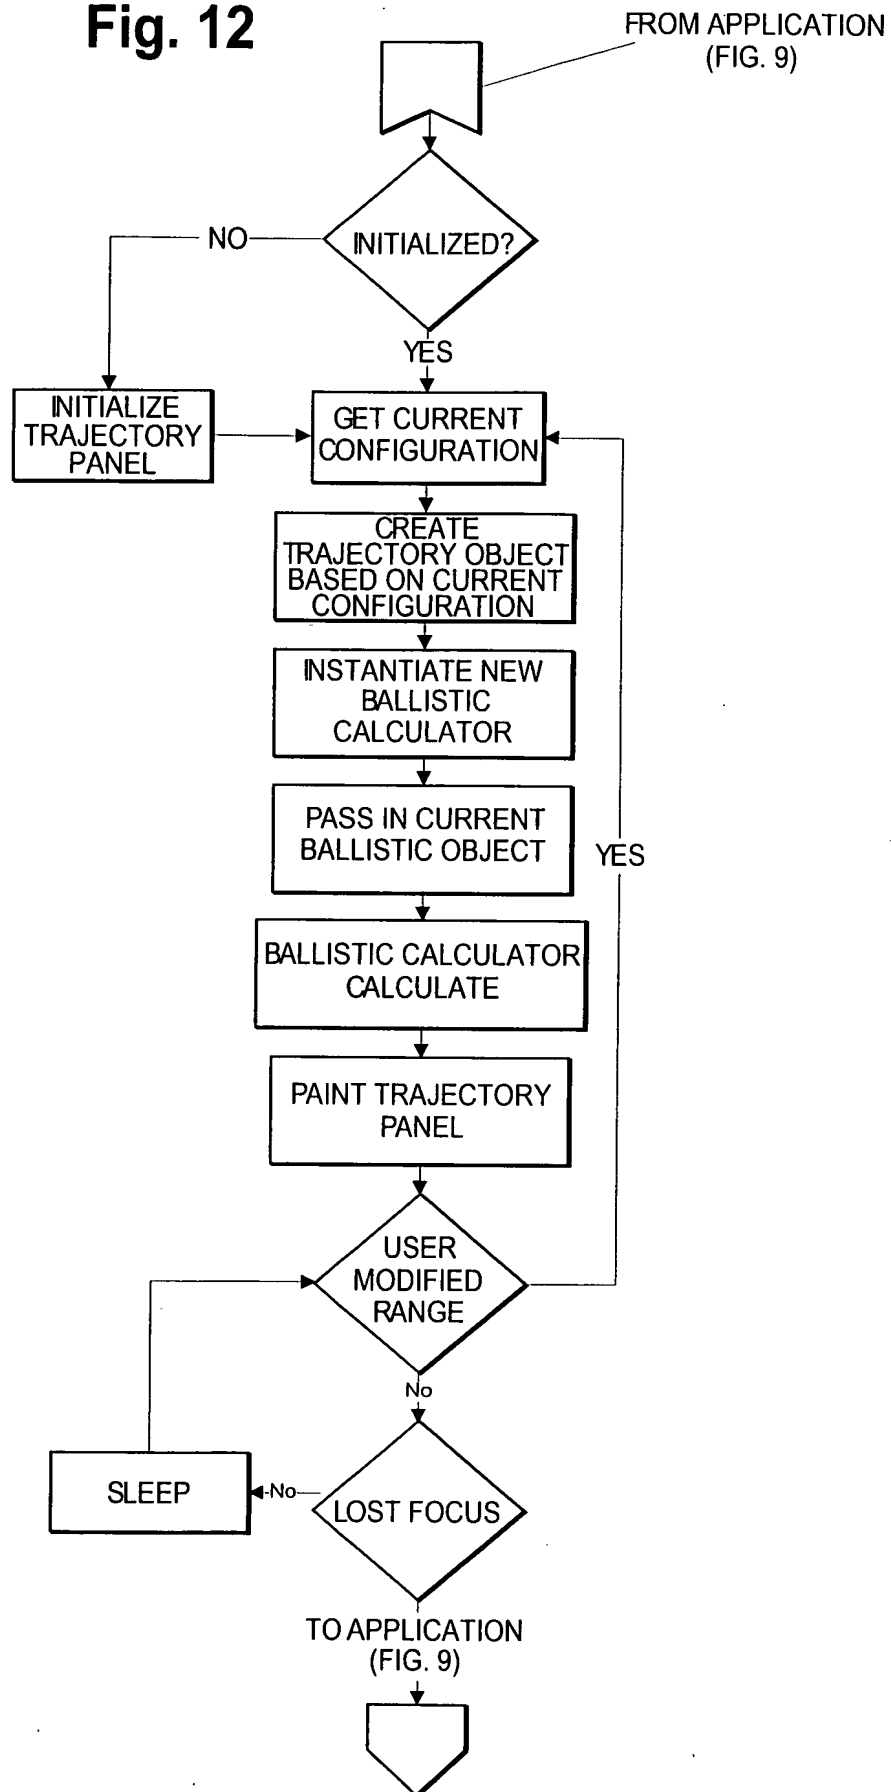 Fig. 12
FROM APPLICATION
(FIG. 9)
INITIALIZED?
NO
YES
INITIALIZE
TRAJECTORY
PANEL
GET CURRENT
CONFIGURATION
CREATE
TRAJECTORY OBJECT
BASED ON CURRENT
CONFIGURATION
INSTANTIATE NEW
BALLISTIC
CALCULATOR
PASS IN CURRENT
BALLISTIC OBJECT
YES
BALLISTIC CALCULATOR
CALCULATE
PAINT TRAJECTORY
PANEL
USER
MODIFIED
RANGE
No
LOST FOCUS
No
SLEEP
TO APPLICATION
(FIG. 9)